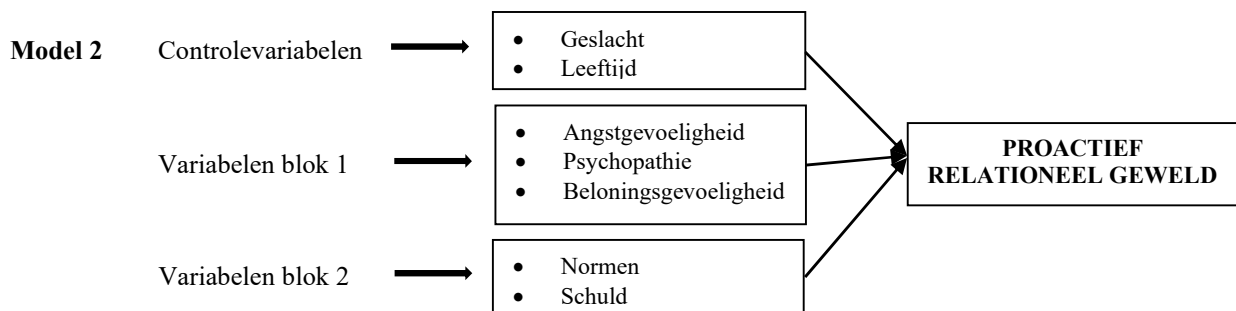 Model 2 Controlevariabelen
• Geslacht
• Leeftijd
Variabelen blok 1
• Angstgevoeligheid
• Psychopathie
• Beloningsgevoeligheid
PROACTIEF
RELATIONEEL GEWELD
Variabelen blok 2
• Normen
• Schuld